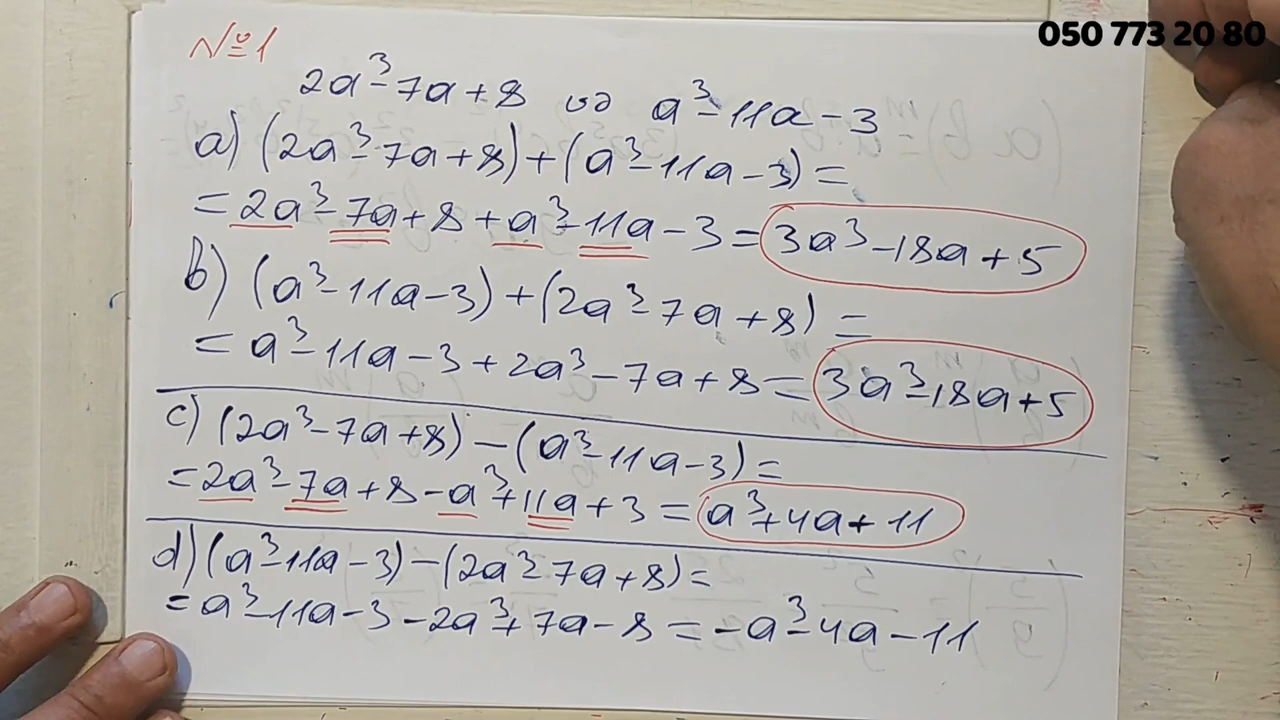 050 773 20 80
№1
2a³-7a+8 və a³-11a-3
a) (2a³-7a+8)+(a³-11a-3)=
=2a³-7a+8+a³-11a-3=3a³-18a+5
b) (a³-11a-3)+(2a³-7a+8)=
=a³-11a-3+2a³-7a+8=3a³-18a+5
c) (2a³-7a+8)-(a³-11a-3)=
=2a³-7a+8-a³+11a+3=a³+4a+11
d) (a³-11a-3)-(2a³-7a+8)=
=a³-11a-3-2a³+7a-8=-a³-4a-11